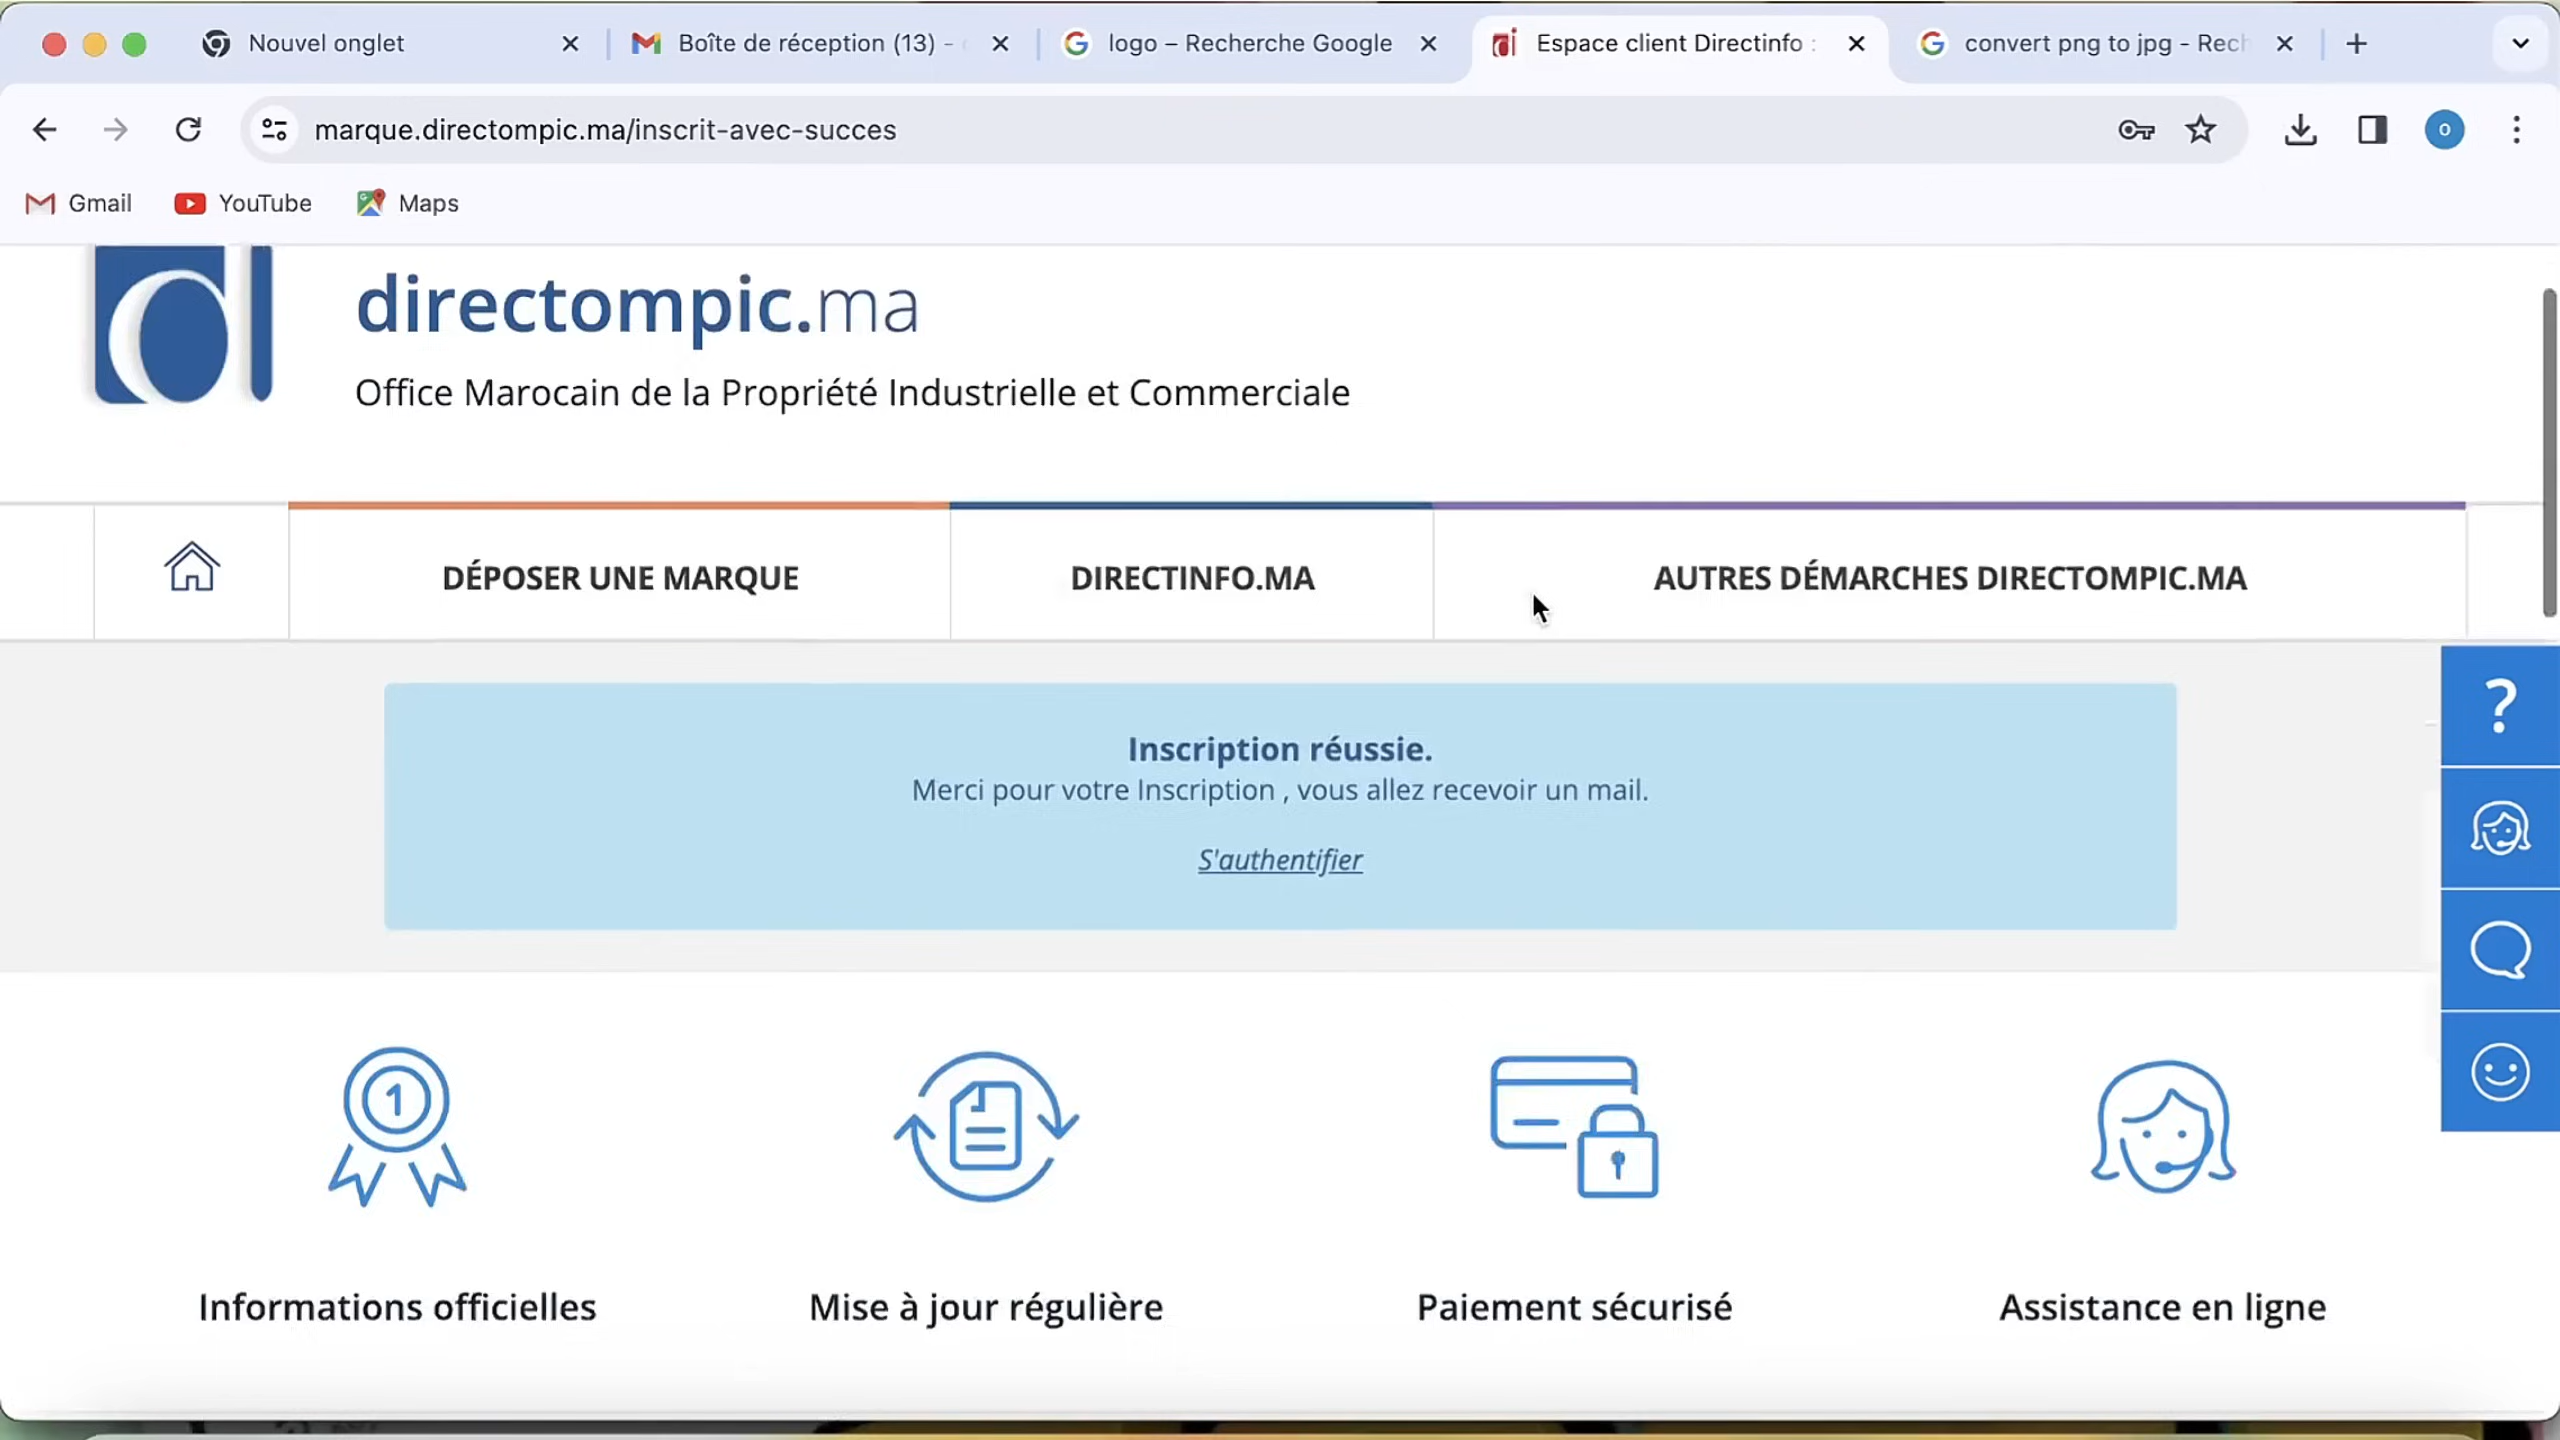 Nouvel onglet
Boîte de réception (13) -
logo – Recherche Google
Espace client Directinfo :
convert png to jpg - Rech
marque.directompic.ma/inscrit-avec-succes
o
Gmail
YouTube
Maps
directompic.ma
Office Marocain de la Propriété Industrielle et Commerciale
DÉPOSER UNE MARQUE
DIRECTINFO.MA
AUTRES DÉMARCHES DIRECTOMPIC.MA
Inscription réussie.
Merci pour votre Inscription , vous allez recevoir un mail.
S'authentifier
?
1
Informations officielles
Mise à jour régulière
Paiement sécurisé
Assistance en ligne